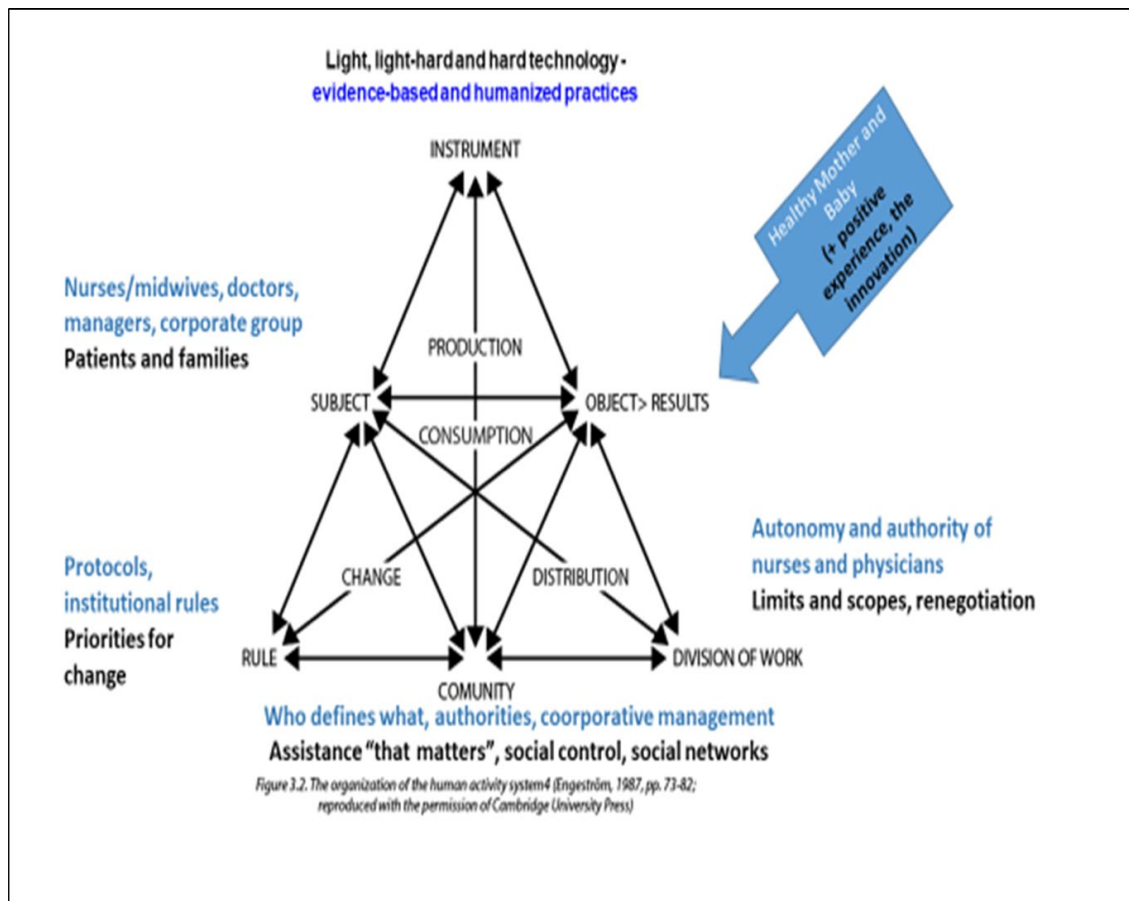 Light, light-hard and hard technology -
evidence-based and humanized practices
INSTRUMENT
Healthy Mother and
Baby
(+ positive
experience, the
innovation)
Nurses/midwives, doctors,
managers, corporate group
Patients and families
PRODUCTION
SUBJECT
OBJECT> RESULTS
CONSUMPTION
Autonomy and authority of
nurses and physicians
Limits and scopes, renegotiation
Protocols,
institutional rules
Priorities for
change
CHANGE
DISTRIBUTION
RULE
DIVISION OF WORK
COMUNITY
Who defines what, authorities, coorporative management
Assistance “that matters”, social control, social networks
Figure 3.2. The organization of the human activity system4 (Engeström, 1987, pp. 73-82;
reproduced with the permission of Cambridge University Press)